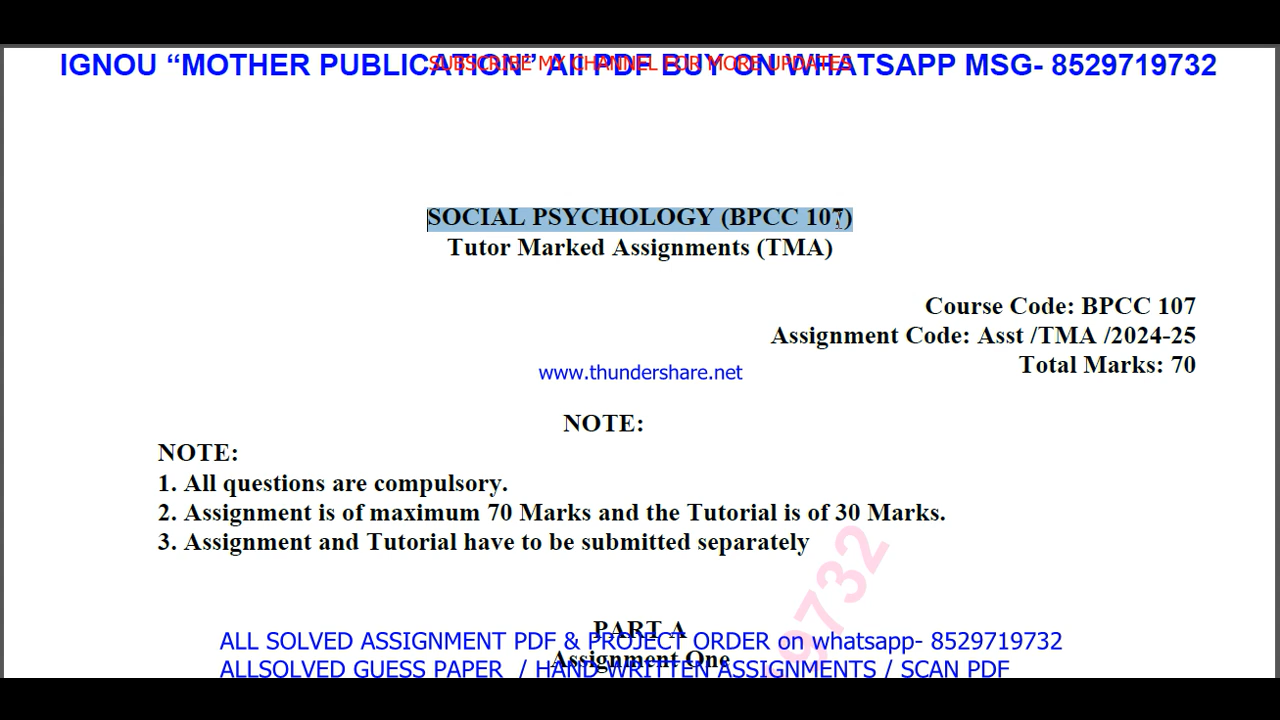 IGNOU “MOTHER PUBLICATION” All PDF BUY ON WHATSAPP MSG- 8529719732
SUBSCRIBE MY CHANNEL FOR MORE UPDATES
SOCIAL PSYCHOLOGY (BPCC 107)
Tutor Marked Assignments (TMA)
Course Code: BPCC 107
Assignment Code: Asst /TMA /2024-25
Total Marks: 70
www.thundershare.net
NOTE:
NOTE:
1. All questions are compulsory.
2. Assignment is of maximum 70 Marks and the Tutorial is of 30 Marks.
3. Assignment and Tutorial have to be submitted separately
9732
PART A
ALL SOLVED ASSIGNMENT PDF & PROJECT ORDER on whatsapp- 8529719732
Assignment One
ALLSOLVED GUESS PAPER / HAND WRITTEN ASSIGNMENTS / SCAN PDF